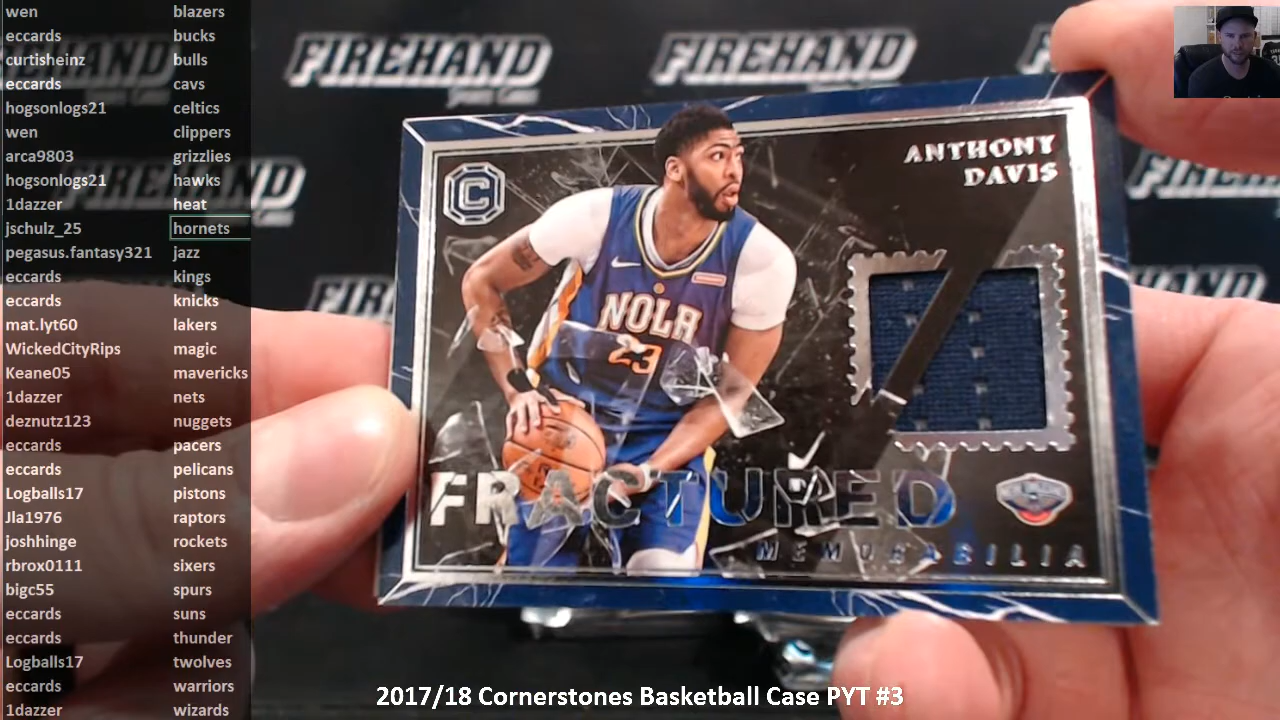 wen blazers
eccards bucks
curtisheinz bulls
eccards cavs
hogsonlogs21 celtics
wen clippers
arca9803 grizzlies
hogsonlogs21 hawks
1dazzer heat
jschulz_25 hornets
pegasus.fantasy321 jazz
eccards kings
eccards knicks
mat.lyt60 lakers
WickedCityRips magic
Keane05 mavericks
1dazzer nets
deznutz123 nuggets
eccards pacers
eccards pelicans
Logballs17 pistons
Jla1976 raptors
joshhinge rockets
rbrox0111 sixers
bigc55 spurs
eccards suns
eccards thunder
Logballs17 twolves
eccards warriors
1dazzer wizards
FIREHAND
FIREHAND
FIREHAND
C
ANTHONY
DAVIS
NOLA
23
FRACTURED
MEMORABILIA
2017/18 Cornerstones Basketball Case PYT #3